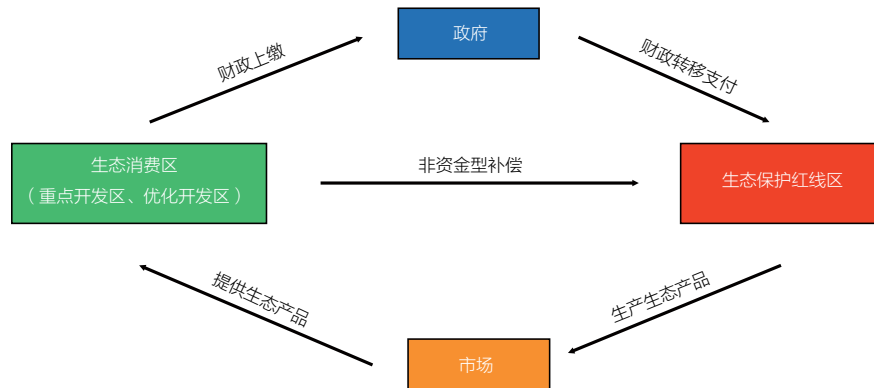 政府
财政上缴
财政转移支付
生态消费区
（重点开发区、优化开发区）
非资金型补偿
生态保护红线区
提供生态产品
生产生态产品
市场